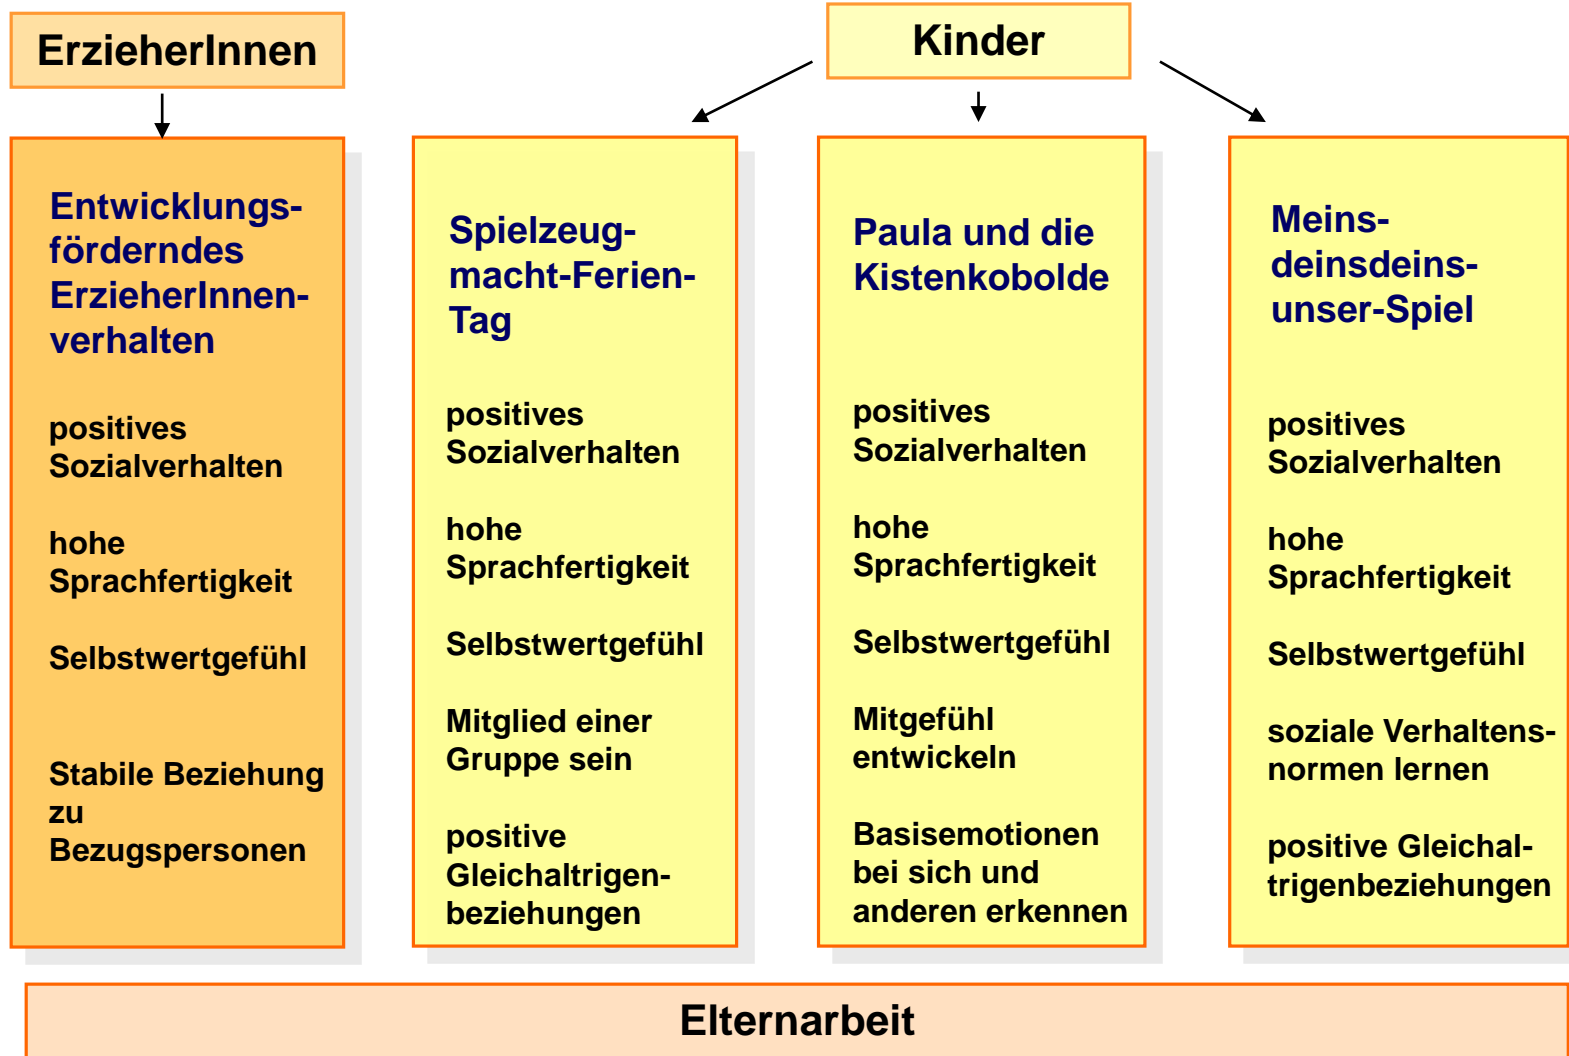 ErzieherInnen
Kinder
Entwicklungs-
förderndes
ErzieherInnen-
verhalten
positives
Sozialverhalten
hohe
Sprachfertigkeit
Selbstwertgefühl
Stabile Beziehung
zu
Bezugspersonen
Spielzeug-
macht-Ferien-
Tag
positives
Sozialverhalten
hohe
Sprachfertigkeit
Selbstwertgefühl
Mitglied einer
Gruppe sein
positive
Gleichaltrigen-
beziehungen
Paula und die
Kistenkobolde
positives
Sozialverhalten
hohe
Sprachfertigkeit
Selbstwertgefühl
Mitgefühl
entwickeln
Basisemotionen
bei sich und
anderen erkennen
Meins-
deinsdeins-
unser-Spiel
positives
Sozialverhalten
hohe
Sprachfertigkeit
Selbstwertgefühl
soziale Verhaltens-
normen lernen
positive Gleichal-
trigenbeziehungen
Elternarbeit